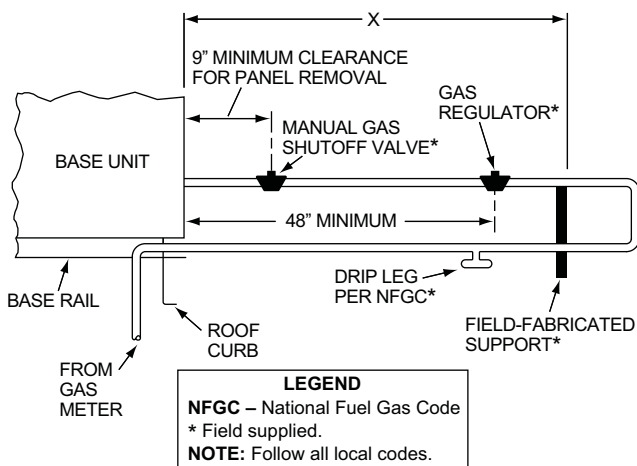 X
9” MINIMUM CLEARANCE
FOR PANEL REMOVAL
GAS
REGULATOR*
MANUAL GAS
SHUTOFF VALVE*
BASE UNIT
48” MINIMUM
BASE RAIL
ROOF
CURB
DRIP LEG
PER NFGC*
FIELD-FABRICATED
SUPPORT*
FROM
GAS
METER
LEGEND
NFGC – National Fuel Gas Code
* Field supplied.
NOTE: Follow all local codes.